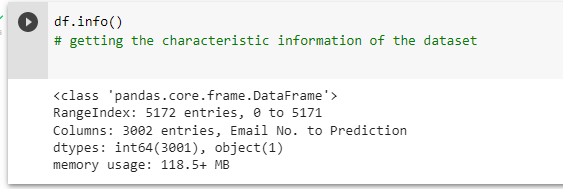 df.info()
# getting the characteristic information of the dataset
<class 'pandas.core.frame.DataFrame'>
RangeIndex: 5172 entries, 0 to 5171
Columns: 3002 entries, Email No. to Prediction
dtypes: int64(3001), object(1)
memory usage: 118.5+ MB